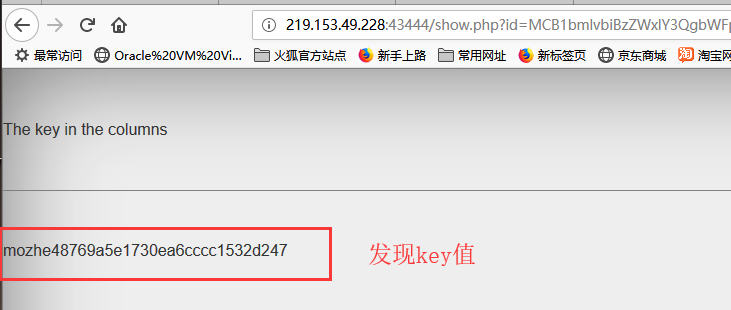 219.153.49.228:43444/show.php?id=MCB1bmlvbiBzZWxlY3QgbWFp
最常访问 Oracle%20VM%20Vi... 火狐官方站点 新手上路 常用网址 新标签页 京东商城 淘宝网
The key in the columns
mozhe48769a5e1730ea6cccc1532d247 发现key值